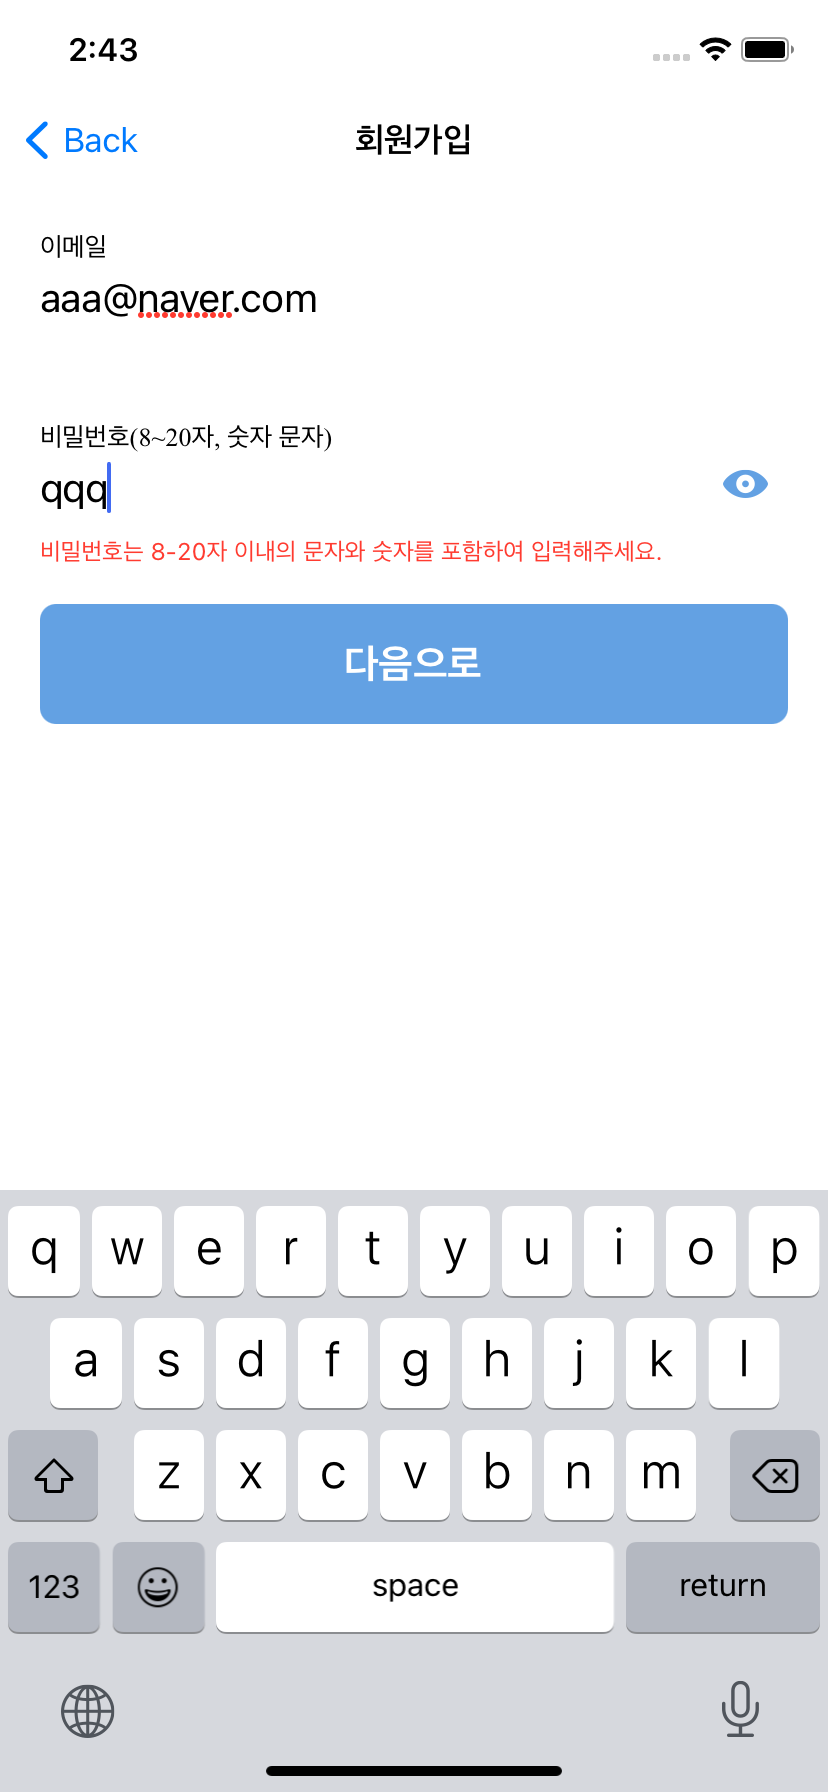 2:43
Back
회원가입
이메일
aaa@naver.com
비밀번호(8~20자, 숫자 문자)
qqq
비밀번호는 8-20자 이내의 문자와 숫자를 포함하여 입력해주세요.
다음으로
q w e r t y u i o p
a s d f g h j k l
z x c v b n m
123 space return